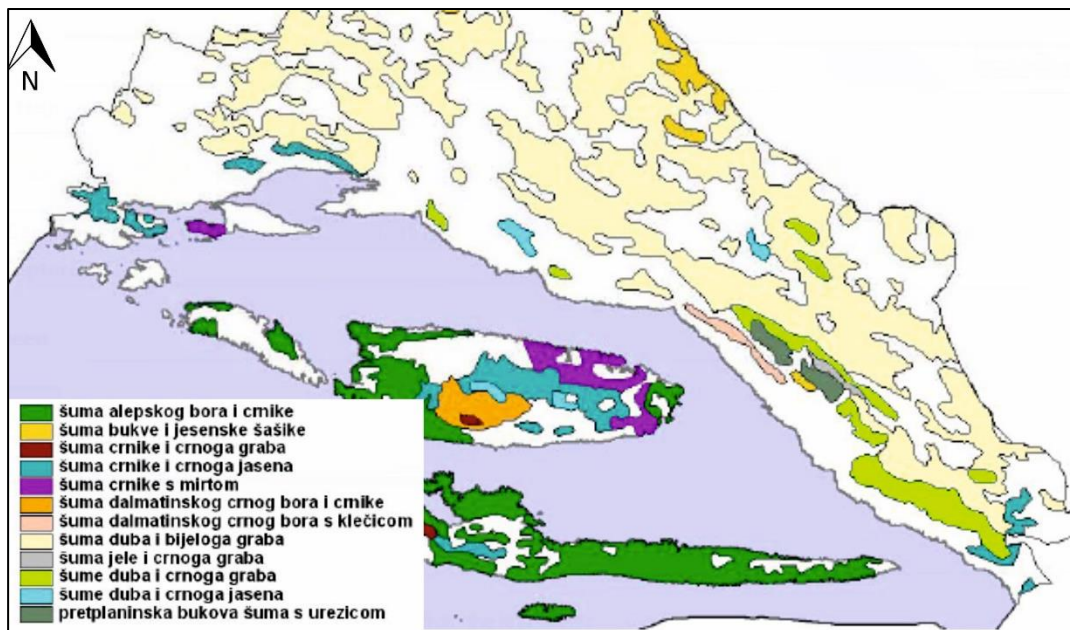 N
šuma alepskog bora i crnike
šuma bukve i jesenske šašike
šuma crnike i crnoga graba
šuma crnike i crnoga jasena
šuma crnike s mirtom
šuma dalmatinskog crnog bora i crnike
šuma dalmatinskog crnog bora s klečicom
šuma duba i bijeloga graba
šuma jele i crnoga graba
šume duba i crnoga graba
šume duba i crnoga jasena
pretplaninska bukova šuma s urezicom